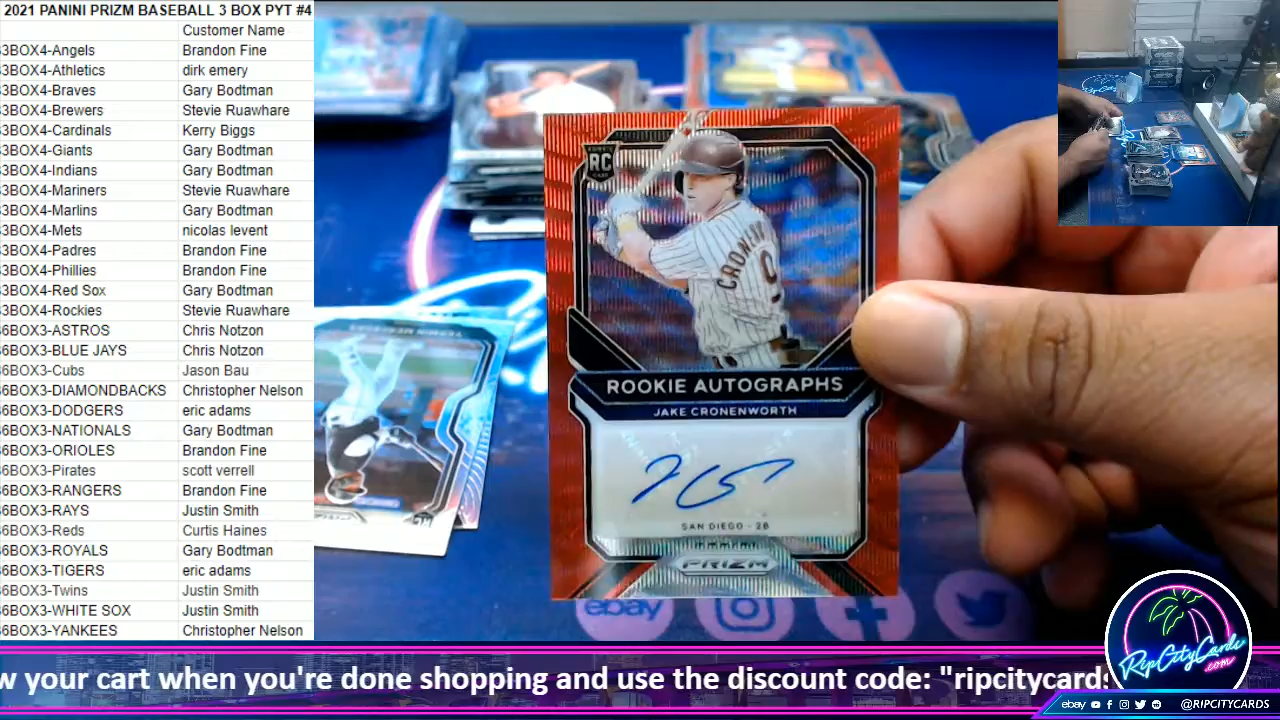 2021 PANINI PRIZM BASEBALL 3 BOX PYT #4
Customer Name
3BOX4-Angels Brandon Fine
3BOX4-Athletics dirk emery
3BOX4-Braves Gary Bodtman
3BOX4-Brewers Stevie Ruawhare
3BOX4-Cardinals Kerry Biggs
3BOX4-Giants Gary Bodtman
3BOX4-Indians Gary Bodtman
3BOX4-Mariners Stevie Ruawhare
3BOX4-Marlins Gary Bodtman
3BOX4-Mets nicolas levent
3BOX4-Padres Brandon Fine
3BOX4-Phillies Brandon Fine
3BOX4-Red Sox Gary Bodtman
3BOX4-Rockies Stevie Ruawhare
6BOX3-ASTROS Chris Notzon
6BOX3-BLUE JAYS Chris Notzon
6BOX3-Cubs Jason Bau
6BOX3-DIAMONDBACKS Christopher Nelson
6BOX3-DODGERS eric adams
6BOX3-NATIONALS Gary Bodtman
6BOX3-ORIOLES Brandon Fine
6BOX3-Pirates scott verrell
6BOX3-RANGERS Brandon Fine
6BOX3-RAYS Justin Smith
6BOX3-Reds Curtis Haines
6BOX3-ROYALS Gary Bodtman
6BOX3-TIGERS eric adams
6BOX3-Twins Justin Smith
6BOX3-WHITE SOX Justin Smith
6BOX3-YANKEES Christopher Nelson
RC
CRONENWO
9
ROOKIE AUTOGRAPHS
JAKE CRONENWORTH
SAN DIEGO - 2B
PRIZM
ebay
w your cart when you're done shopping and use the discount code: "ripcitycards
RipCityCards
.com
ebay @RIPCITYCARDS